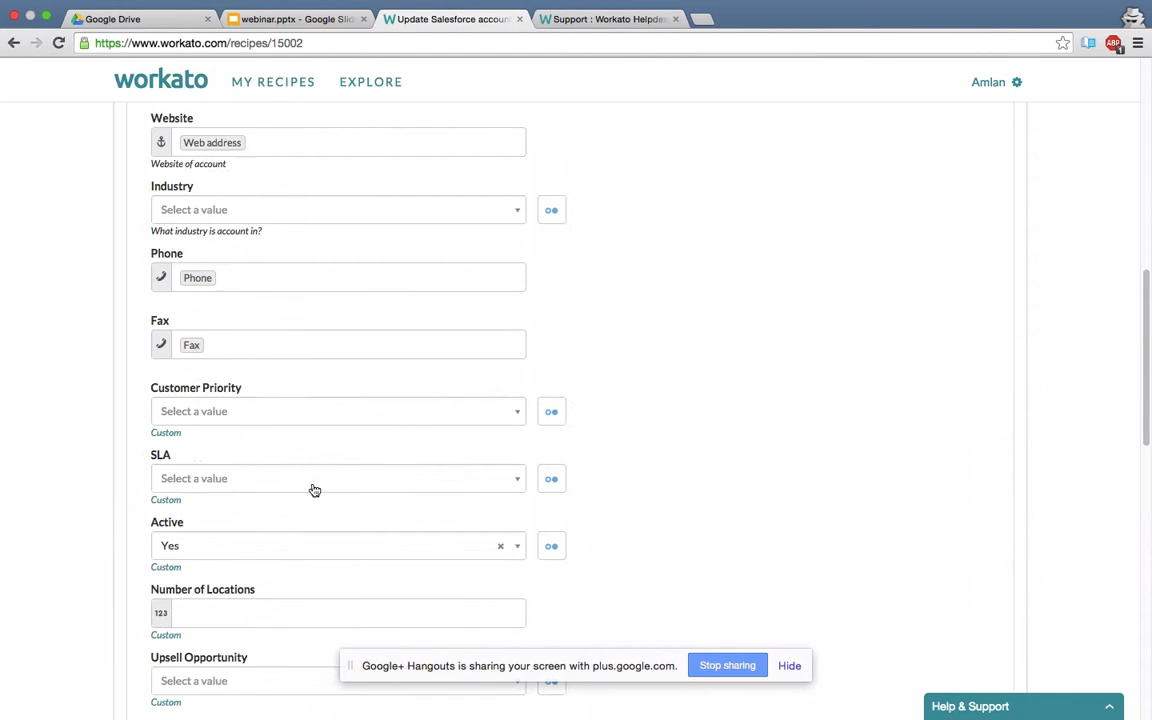 Google Drive
webinar.pptx - Google Slid
Update Salesforce accoun
Support : Workato Helpdes
https://www.workato.com/recipes/15002
ABP
1
workato
MY RECIPES
EXPLORE
Amlan
Website
Web address
Website of account
Industry
Select a value
What industry is account in?
Phone
Phone
Fax
Fax
Customer Priority
Select a value
Custom
SLA
Select a value
Custom
Active
Yes
Custom
Number of Locations
123
Custom
Upsell Opportunity
Google+ Hangouts is sharing your screen with plus.google.com.
Stop sharing
Hide
Select a value
Custom
Help & Support